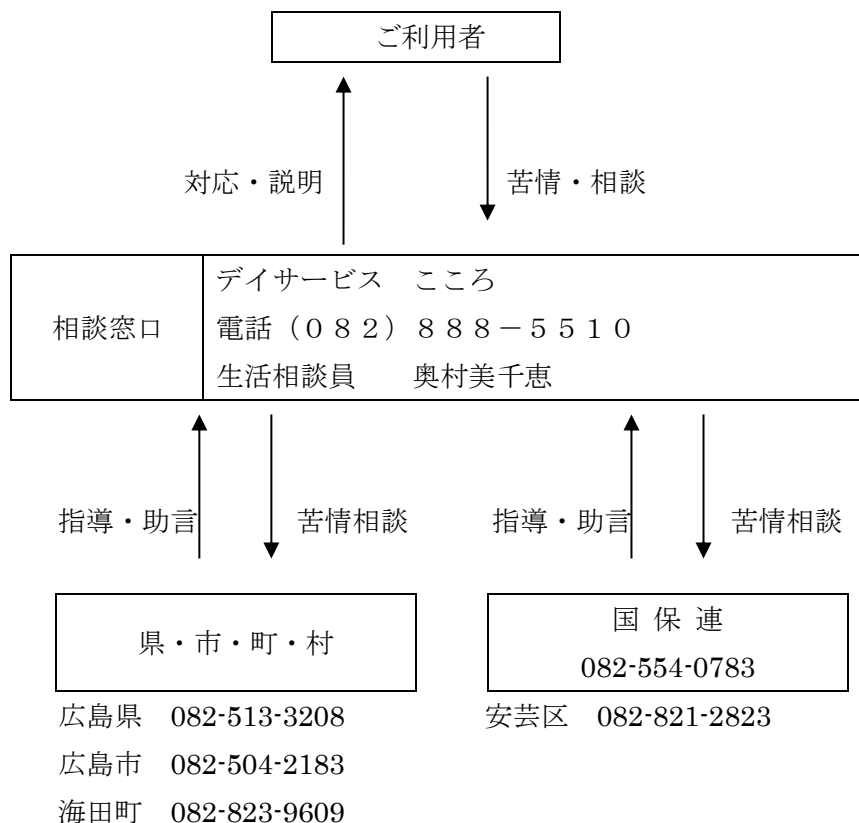 ご利用者
対応・説明
苦情・相談
相談窓口
デイサービス　こころ
電話（０８２）８８８－５５１０
生活相談員　　奥村美千恵
指導・助言
苦情相談
指導・助言
苦情相談
県・市・町・村
国 保 連
082-554-0783
広島県　082-513-3208
安芸区　082-821-2823
広島市　082-504-2183
海田町　082-823-9609